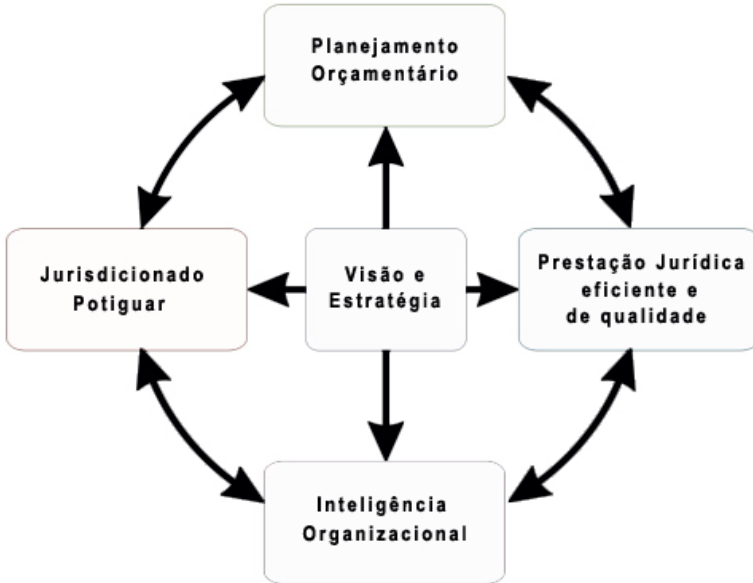 Planejamento
Orçamentário
Jurisdicionado
Potiguar
Visão e
Estratégia
Prestação Jurídica
eficiente e
de qualidade
Inteligência
Organizacional